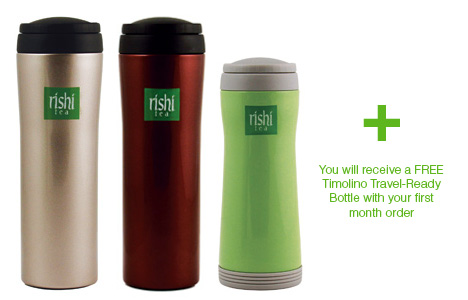 rishi
tea
rishi
tea
rishi
tea
+
You will receive a FREE
Timolino Travel-Ready
Bottle with your first
month order